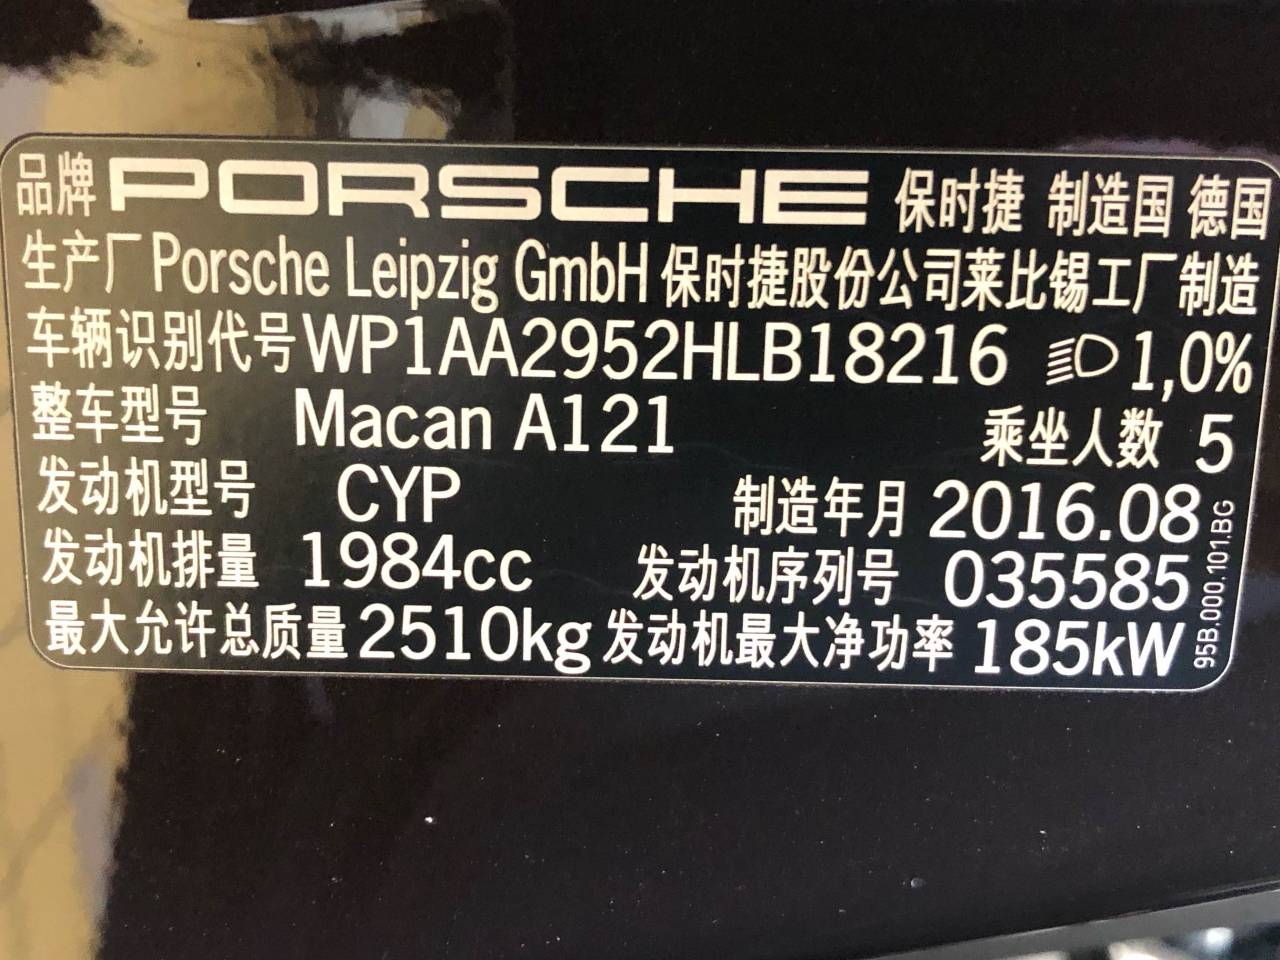 品牌 PORSCHE 保时捷 制造国 德国
生产厂 Porsche Leipzig GmbH 保时捷股份公司莱比锡工厂制造
车辆识别代号 WP1AA2952HLB18216 1,0%
整车型号 Macan A121 乘坐人数 5
发动机型号 CYP 制造年月 2016.08
发动机排量 1984cc 发动机序列号 035585
最大允许总质量 2510kg 发动机最大净功率 185kW
95B.000.101.BG